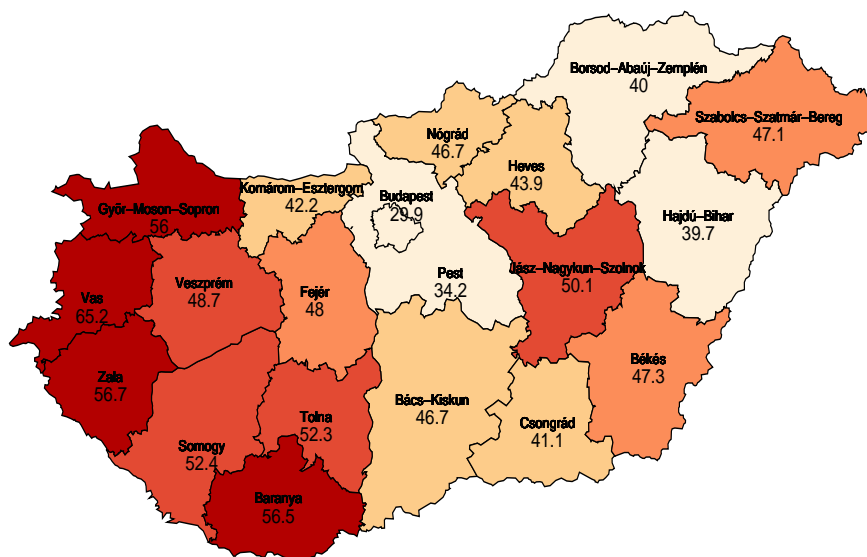 Borsod–Abaúj–Zemplén
40
Szabolcs–Szatmár–Bereg
47.1
Nógrád
46.7
Heves
43.9
Komárom–Esztergom
42.2
Budapest
29.9
Győr–Moson–Sopron
56
Hajdú–Bihar
39.7
Pest
34.2
Jász–Nagykun–Szolnok
50.1
Veszprém
48.7
Fejér
48
Vas
65.2
Békés
47.3
Zala
56.7
Bács–Kiskun
46.7
Tolna
52.3
Csongrád
41.1
Somogy
52.4
Baranya
56.5